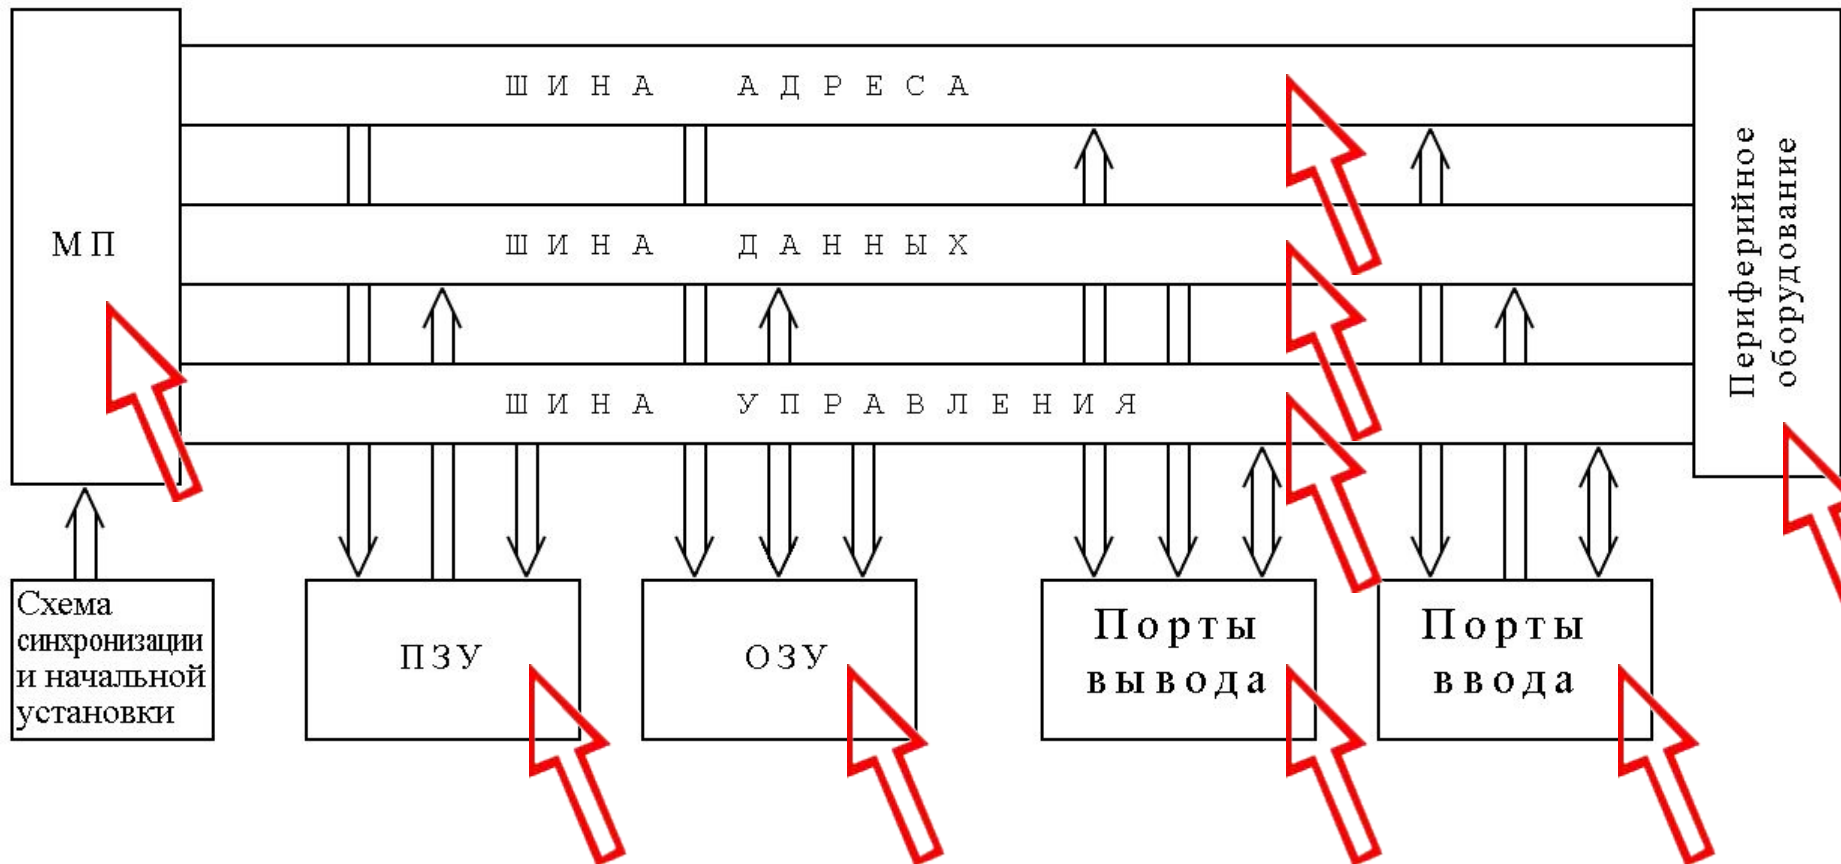 ШИНА АДРЕСА
МП
ШИНА ДАННЫХ
ШИНА УПРАВЛЕНИЯ
Периферийное
оборудование
Схема
синхронизации
и начальной
установки
ПЗУ
ОЗУ
Порты
вывода
Порты
ввода